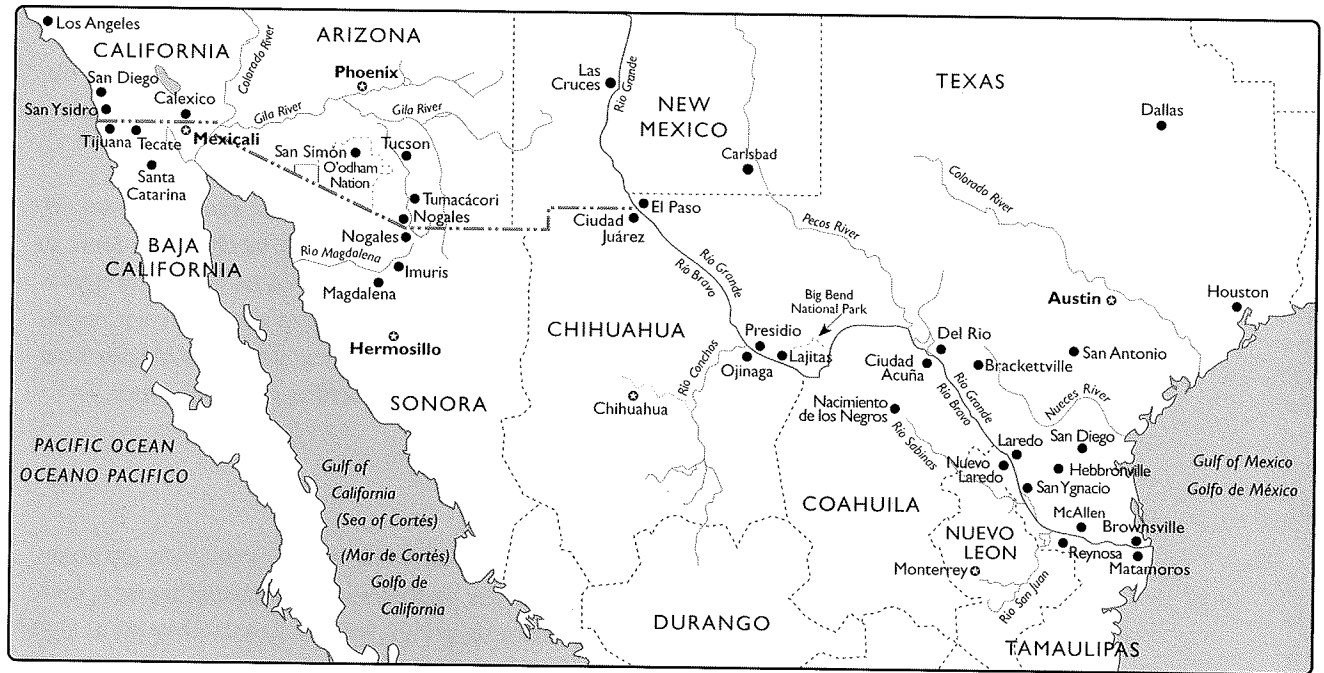 Los Angeles
CALIFORNIA
Colorado River
ARIZONA
Phoenix
San Diego
San Ysidro
Calexico
Gila River
Gila River
Tijuana
Tecate
Mexicali
Santa
Catarina
San Simón
O'odham
Nation
Tucson
Tumacácori
Nogales
Nogales
Rio Magdalena
Imuris
Magdalena
BAJA
CALIFORNIA
Hermosillo
SONORA
PACIFIC OCEAN
OCEANO PACIFICO
Gulf of
California
(Sea of Cortés)
(Mar de Cortés)
Golfo de
California
Las
Cruces
Rio Grande
NEW
MEXICO
Carlsbad
El Paso
Ciudad
Juárez
Rio Grande
Río Bravo
Pecos River
TEXAS
Dallas
Colorado River
Austin
Houston
Big Bend
National Park
CHIHUAHUA
Presidio
Lajitas
Ojinaga
Río Conchos
Chihuahua
Del Rio
Ciudad
Acuña
Brackettville
San Antonio
Rio Grande
Río Bravo
Nueces River
Nacimiento
de los Negros
Río Sabinas
Laredo
Nuevo
Laredo
San Diego
Hebbronville
San Ygnacio
McAllen
Brownsville
Reynosa
Matamoros
COAHUILA
NUEVO
LEON
Monterrey
Río San Juan
DURANGO
TAMAULIPAS
Gulf of Mexico
Golfo de México